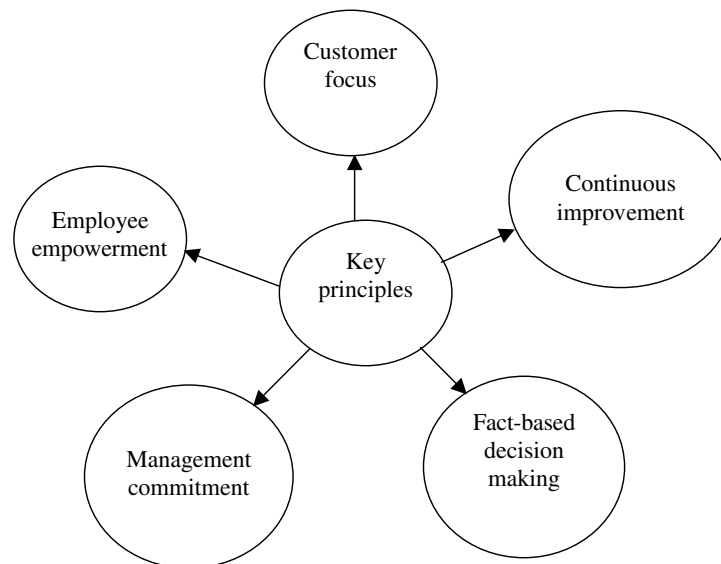 Customer
focus
Continuous
improvement
Employee
empowerment
Key
principles
Management
commitment
Fact-based
decision
making